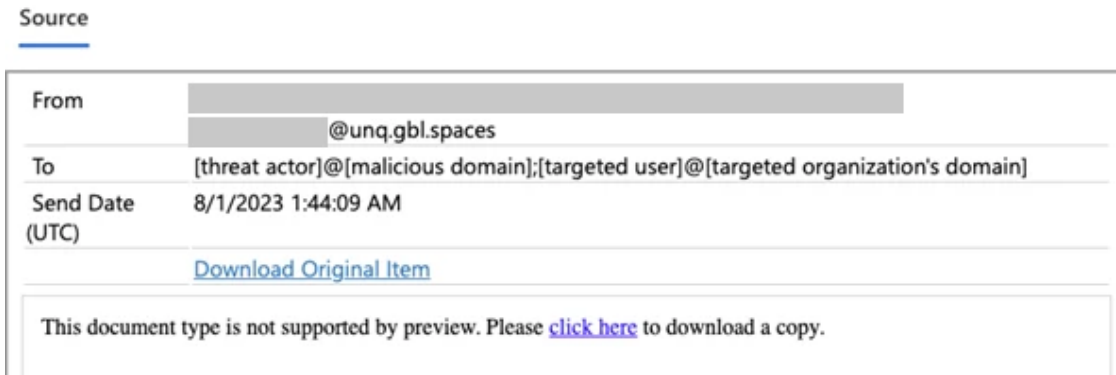 Source
From
@unq.gbl.spaces
To [threat actor]@[malicious domain];[targeted user]@[targeted organization's domain]
Send Date 8/1/2023 1:44:09 AM
(UTC)
Download Original Item
This document type is not supported by preview. Please click here to download a copy.